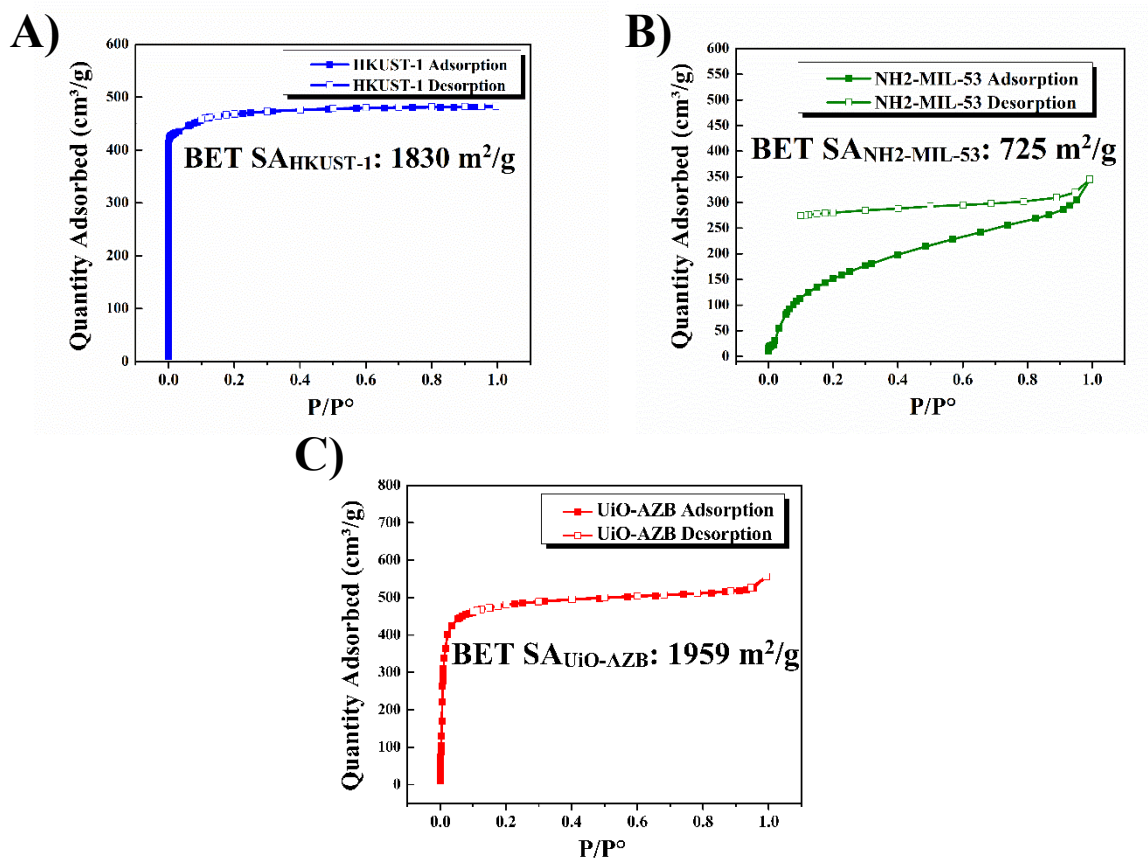 A)
600
500
400
300
200
100
0
Quantity Adsorbed (cm³/g)
HKUST-1 Adsorption
HKUST-1 Desorption
BET SA_HKUST-1: 1830 m²/g
0.0 0.2 0.4 0.6 0.8 1.0
P/P°
B)
600
550
500
450
400
350
300
250
200
150
100
50
0
Quantity Adsorbed (cm³/g)
NH2-MIL-53 Adsorption
NH2-MIL-53 Desorption
BET SA_NH2-MIL-53: 725 m²/g
0.0 0.2 0.4 0.6 0.8 1.0
P/P°
C)
800
700
600
500
400
300
200
100
0
Quantity Adsorbed (cm³/g)
UiO-AZB Adsorption
UiO-AZB Desorption
BET SA_UiO-AZB: 1959 m²/g
0.0 0.2 0.4 0.6 0.8 1.0
P/P°